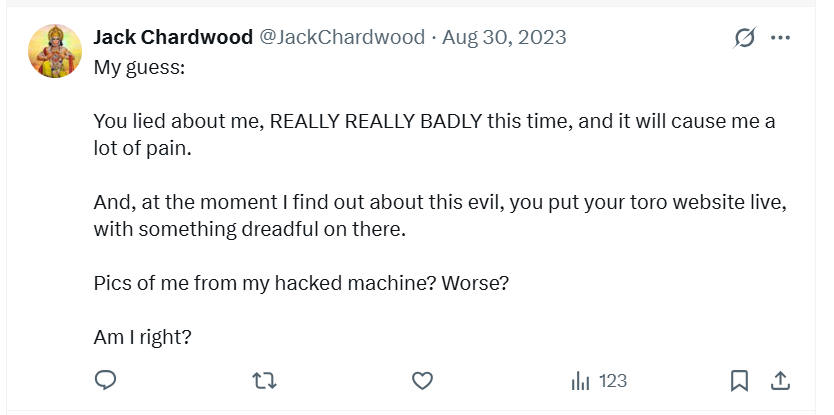 Jack Chardwood @JackChardwood · Aug 30, 2023
My guess:
You lied about me, REALLY REALLY BADLY this time, and it will cause me a
lot of pain.
And, at the moment I find out about this evil, you put your toro website live,
with something dreadful on there.
Pics of me from my hacked machine? Worse?
Am I right?
123